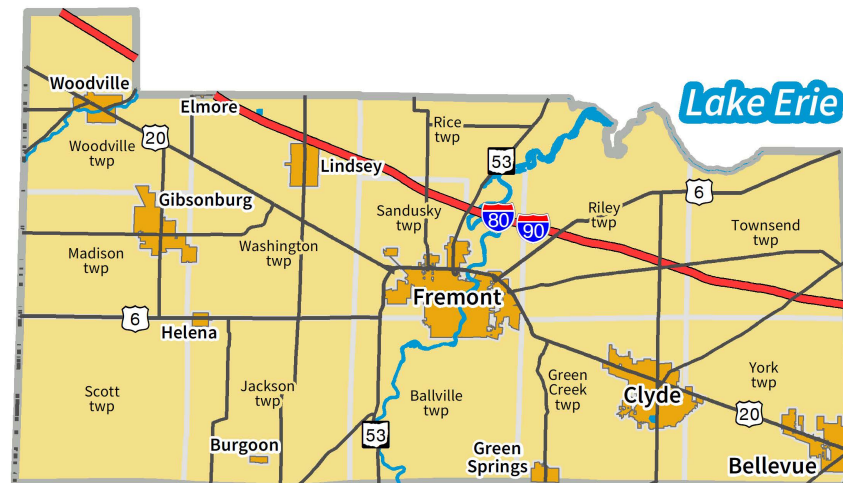 Woodville
Elmore
Lake Erie
20
Rice
twp
Woodville
twp
53
Lindsey
6
Gibsonburg
Sandusky
twp
80
90
Riley
twp
Townsend
twp
Madison
twp
Washington
twp
Fremont
6
Helena
Scott
twp
Jackson
twp
Ballville
twp
Green
Creek
twp
York
twp
Clyde
20
53
Burgoon
Green
Springs
Bellevue